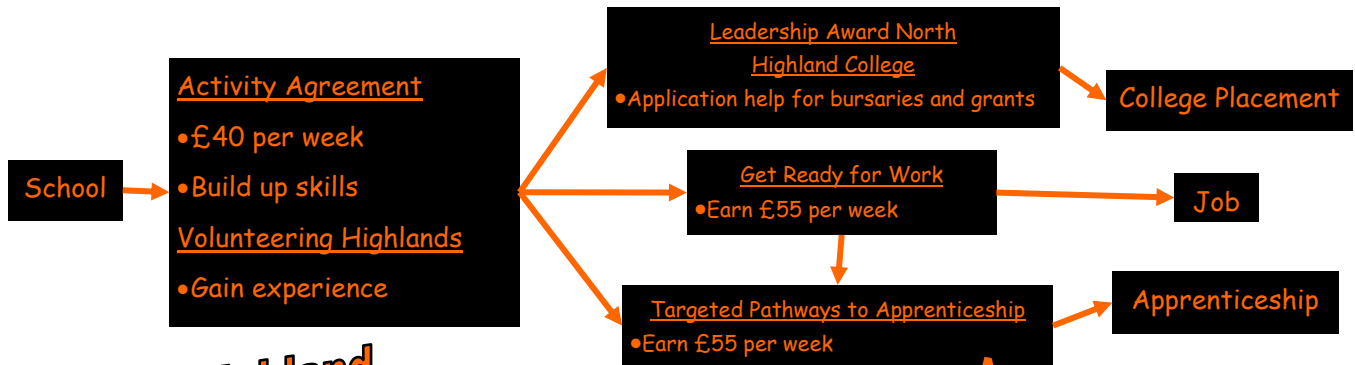 School
Activity Agreement
•£40 per week
•Build up skills
Volunteering Highlands
•Gain experience
Leadership Award North
Highland College
•Application help for bursaries and grants
College Placement
Get Ready for Work
•Earn £55 per week
Job
Targeted Pathways to Apprenticeship
•Earn £55 per week
Apprenticeship